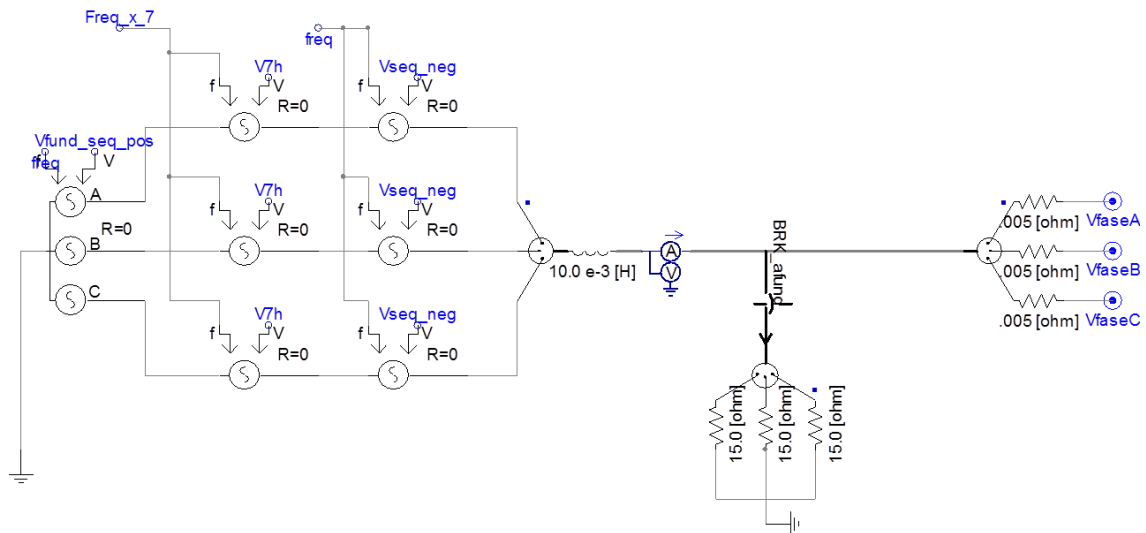 Freq_x_7
freq
V7h
Vseq_neg
f
V
f
V
R=0
R=0
Vfund_seq_pos
f
freq
V
A
R=0
B
C
V7h
Vseq_neg
f
V
f
V
R=0
R=0
V7h
Vseq_neg
f
V
f
V
R=0
R=0
10.0 e-3 [H]
A
V
BRK_afund
.005 [ohm]
VfaseA
.005 [ohm]
VfaseB
.005 [ohm]
VfaseC
15.0 [ohm]
15.0 [ohm]
15.0 [ohm]